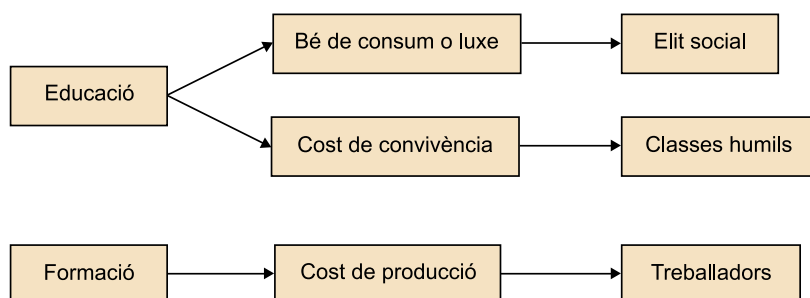 Bé de consum o luxe
Elit social
Educació
Cost de convivència
Classes humils
Formació
Cost de producció
Treballadors